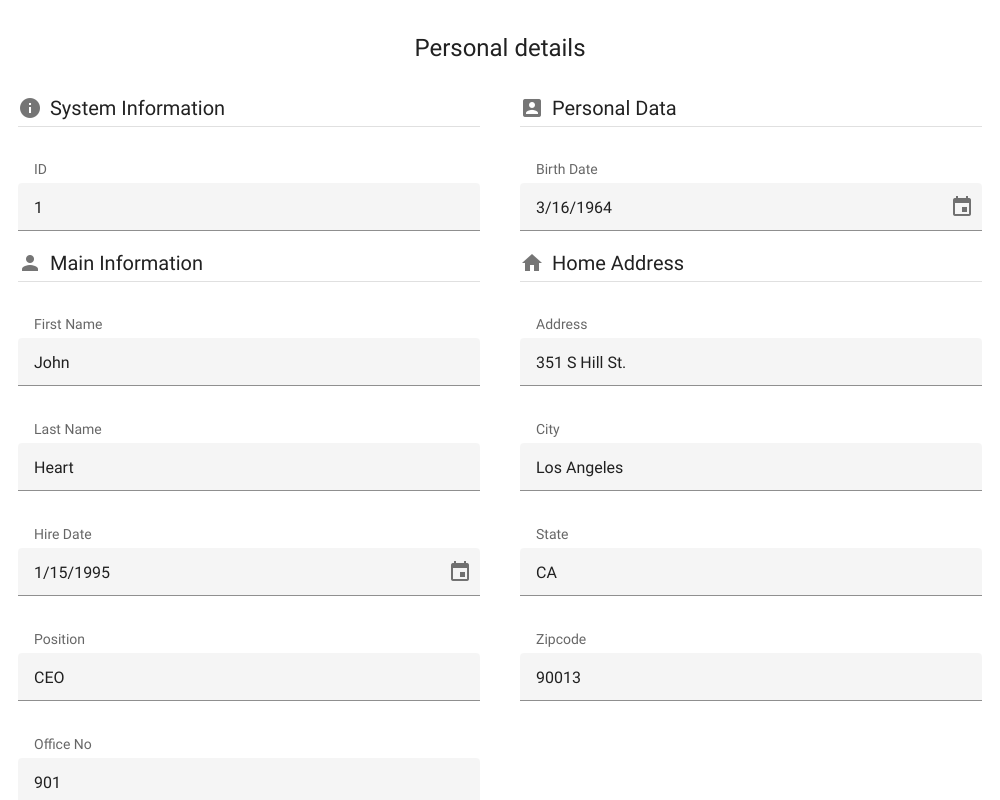 Personal details
System Information
ID
1
Main Information
First Name
John
Last Name
Heart
Hire Date
1/15/1995
Position
CEO
Office No
901
Personal Data
Birth Date
3/16/1964
Home Address
Address
351 S Hill St.
City
Los Angeles
State
CA
Zipcode
90013